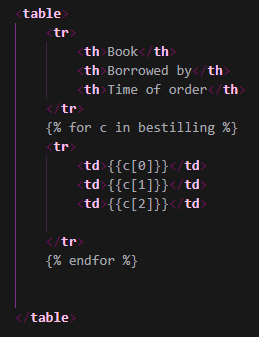 <table>
<tr>
<th>Book</th>
<th>Borrowed by</th>
<th>Time of order</th>
</tr>
{% for c in bestilling %}
<tr>
<td>{{c[0]}}</td>
<td>{{c[1]}}</td>
<td>{{c[2]}}</td>
</tr>
{% endfor %}
</table>